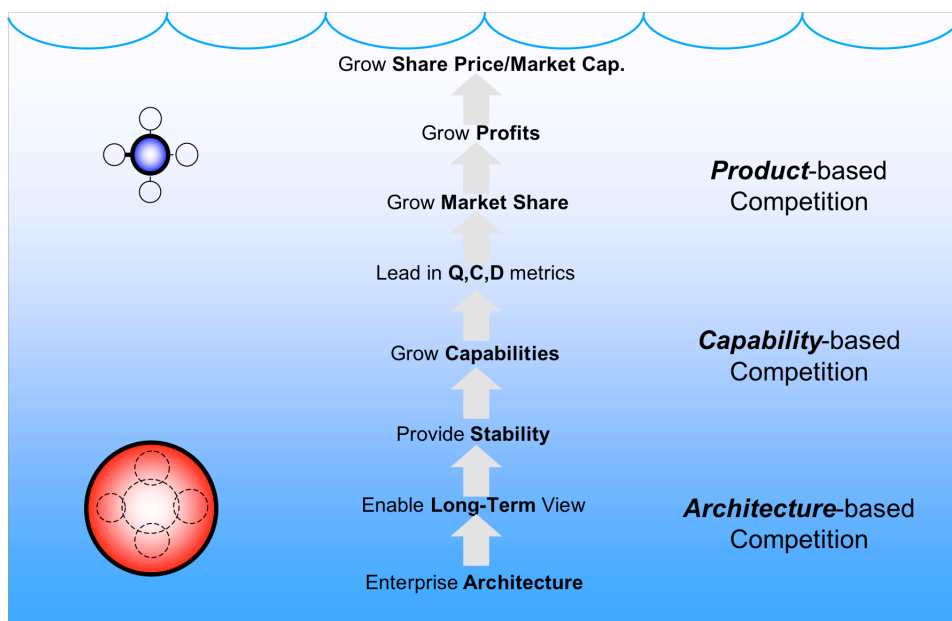 Grow Share Price/Market Cap.
Grow Profits
Product-based
Competition
Grow Market Share
Lead in Q,C,D metrics
Capability-based
Competition
Grow Capabilities
Provide Stability
Enable Long-Term View
Architecture-based
Competition
Enterprise Architecture